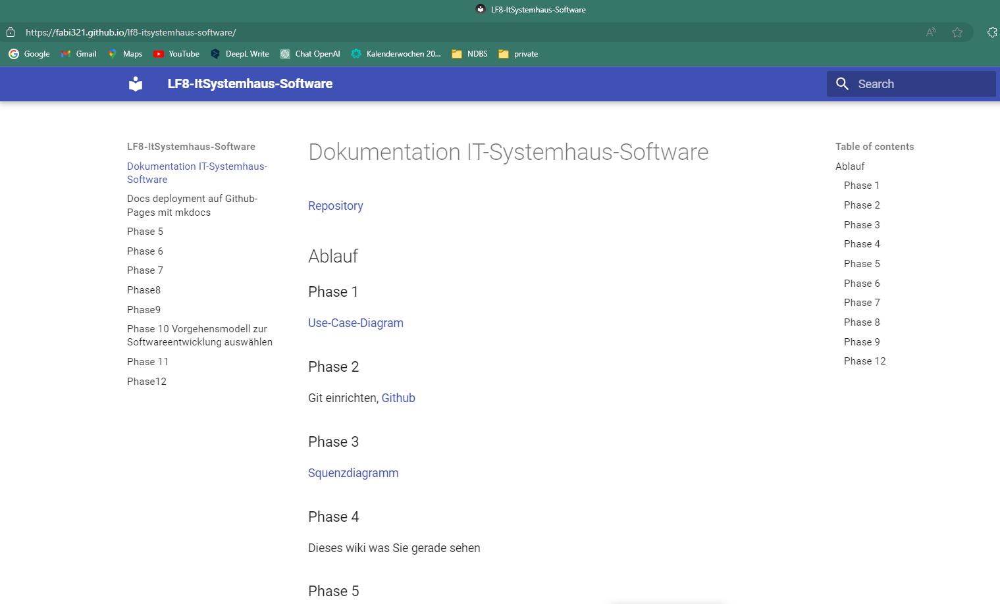 LF8-ItSystemhaus-Software
https://fabi321.github.io/lf8-itsystemhaus-software/
Google Gmail Maps YouTube DeepL Write Chat OpenAI Kalenderwochen 20... NDBS private
LF8-ItSystemhaus-Software
Search
LF8-ItSystemhaus-Software
Dokumentation IT-Systemhaus-
Software
Docs deployment auf Github-
Pages mit mkdocs
Phase 5
Phase 6
Phase 7
Phase8
Phase9
Phase 10 Vorgehensmodell zur
Softwareentwicklung auswählen
Phase 11
Phase12
Dokumentation IT-Systemhaus-Software
Repository
Ablauf
Phase 1
Use-Case-Diagram
Phase 2
Git einrichten, Github
Phase 3
Squenzdiagramm
Phase 4
Dieses wiki was Sie gerade sehen
Phase 5
Table of contents
Ablauf
Phase 1
Phase 2
Phase 3
Phase 4
Phase 5
Phase 6
Phase 7
Phase 8
Phase 9
Phase 12